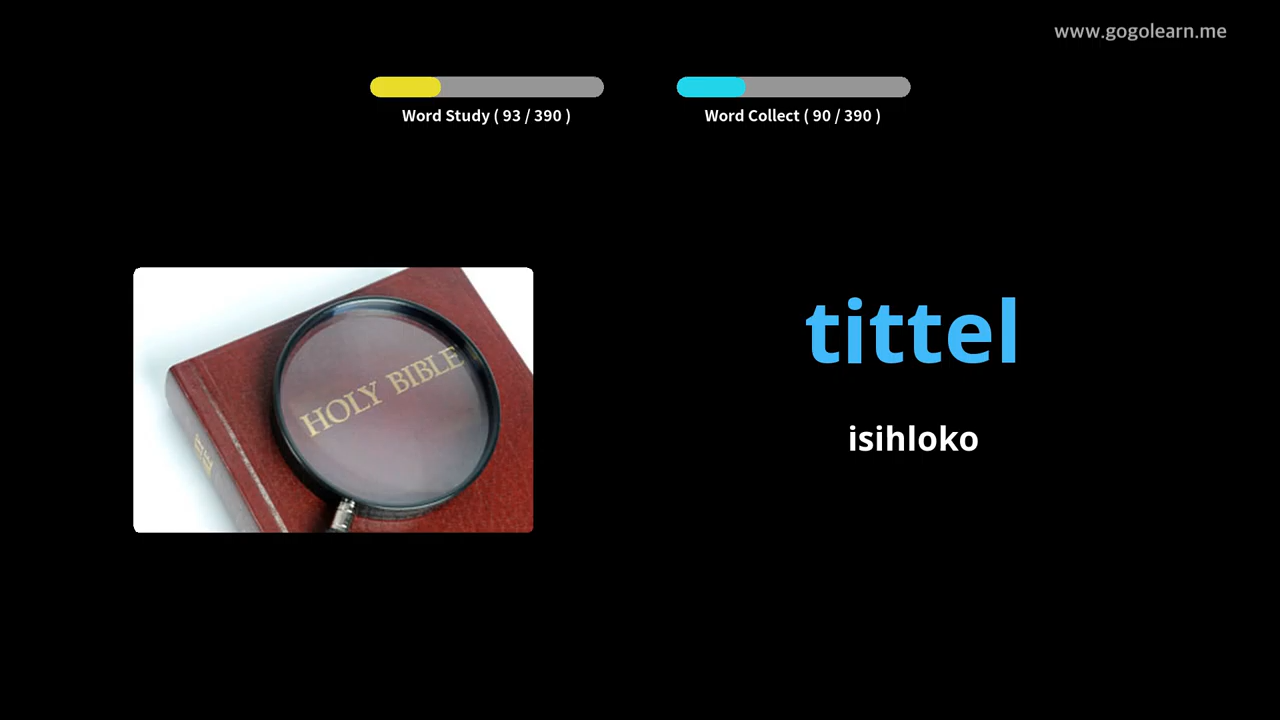 www.gogolearn.me
Word Study ( 93 / 390 )
Word Collect ( 90 / 390 )
HOLY BIBLE
tittel
isihloko